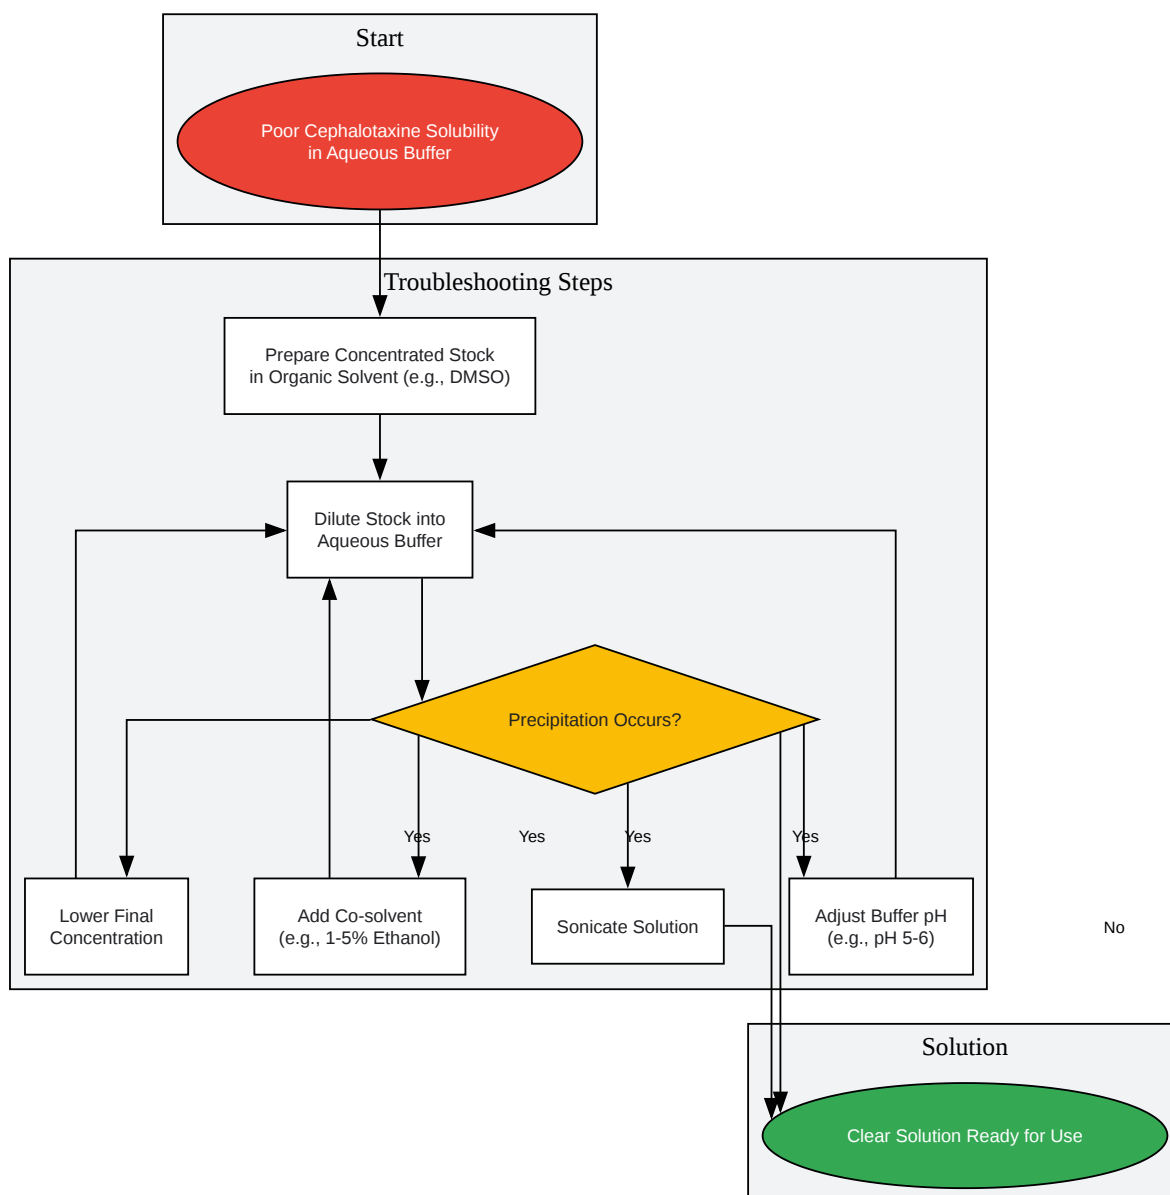 Start
Poor Cephalotaxine Solubility
in Aqueous Buffer
Troubleshooting Steps
Prepare Concentrated Stock
in Organic Solvent (e.g., DMSO)
Dilute Stock into
Aqueous Buffer
Precipitation Occurs?
Yes
Yes
Yes
Yes
Lower Final
Concentration
Add Co-solvent
(e.g., 1-5% Ethanol)
Sonicate Solution
Adjust Buffer pH
(e.g., pH 5-6)
No
Solution
Clear Solution Ready for Use